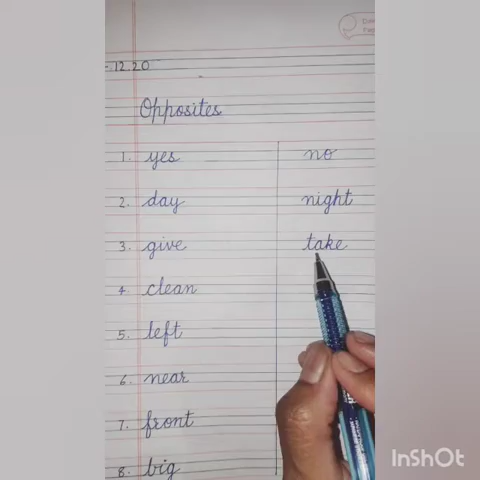 -.12.20
Opposites
1. yes no
2. day night
3. give take
4. clean
5. left
6. near
7. front
8. big
InShOt